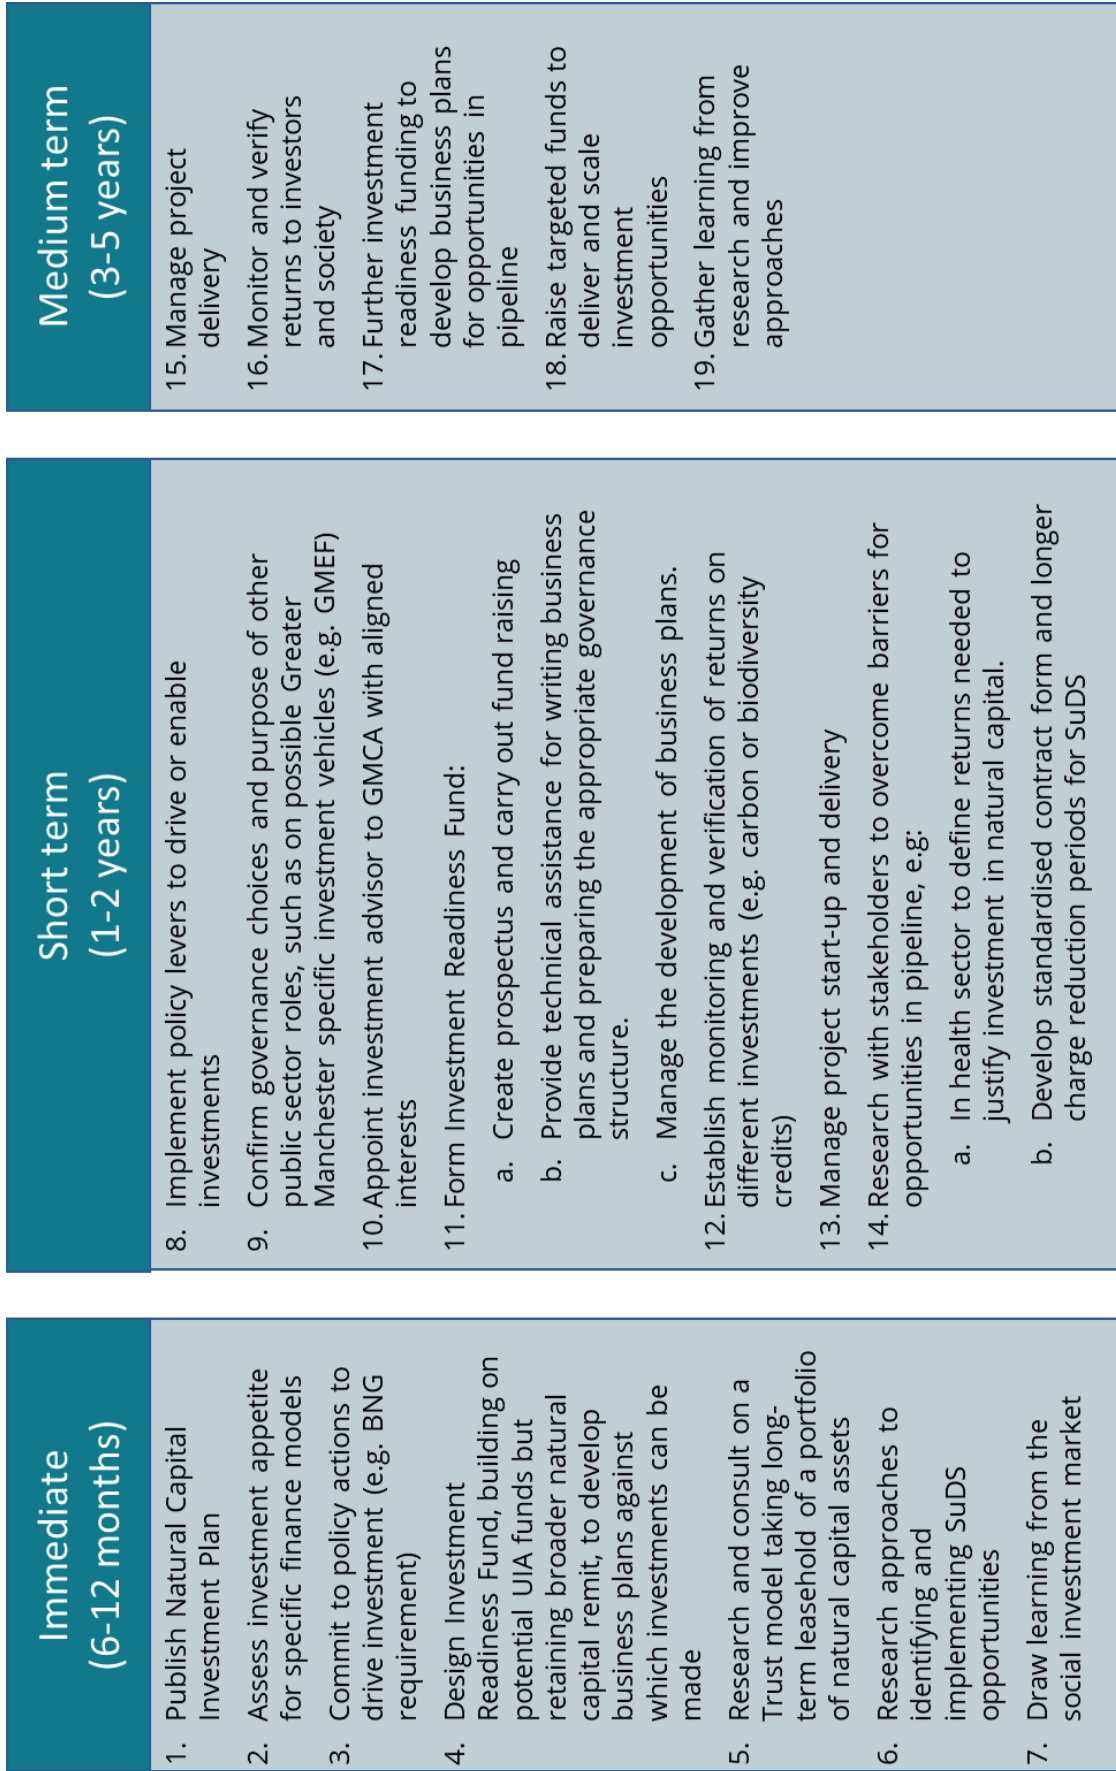 Immediate
(6-12 months)
1. Publish Natural Capital
Investment Plan
2. Assess investment appetite
for specific finance models
3. Commit to policy actions to
drive investment (e.g. BNG
requirement)
4. Design Investment
Readiness Fund, building on
potential UIA funds but
retaining broader natural
capital remit, to develop
business plans against
which investments can be
made
5. Research and consult on a
Trust model taking long-
term leasehold of a portfolio
of natural capital assets
6. Research approaches to
identifying and
implementing SuDS
opportunities
7. Draw learning from the
social investment market
Short term
(1-2 years)
8. Implement policy levers to drive or enable
investments
9. Confirm governance choices and purpose of other
public sector roles, such as on possible Greater
Manchester specific investment vehicles (e.g. GMEF)
10. Appoint investment advisor to GMCA with aligned
interests
11. Form Investment Readiness Fund:
a. Create prospectus and carry out fund raising
b. Provide technical assistance for writing business
plans and preparing the appropriate governance
structure.
c. Manage the development of business plans.
12. Establish monitoring and verification of returns on
different investments (e.g. carbon or biodiversity
credits)
13. Manage project start-up and delivery
14. Research with stakeholders to overcome barriers for
opportunities in pipeline, e.g:
a. In health sector to define returns needed to
justify investment in natural capital.
b. Develop standardised contract form and longer
charge reduction periods for SuDS
Medium term
(3-5 years)
15. Manage project
delivery
16. Monitor and verify
returns to investors
and society
17. Further investment
readiness funding to
develop business plans
for opportunities in
pipeline
18. Raise targeted funds to
deliver and scale
investment
opportunities
19. Gather learning from
research and improve
approaches